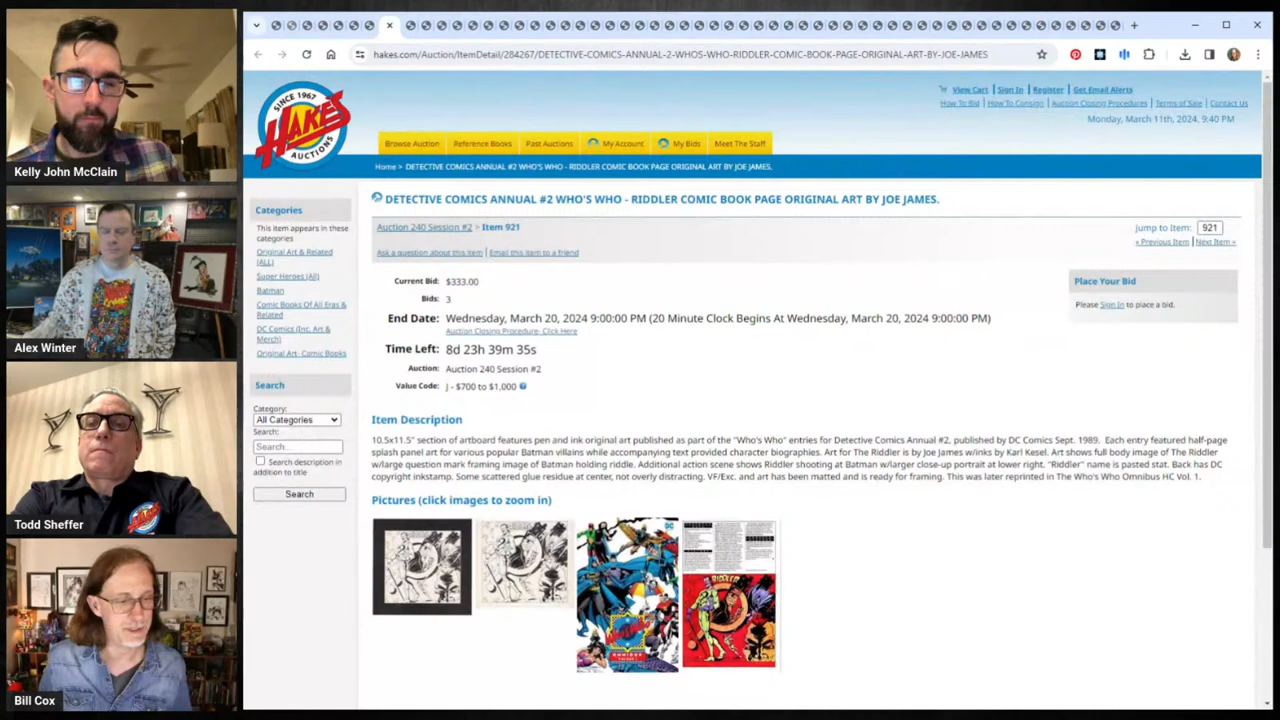 Kelly John McClain
Alex Winter
Todd Sheffer
Bill Cox
hakes.com/Auction/ItemDetail/284267/DETECTIVE-COMICS-ANNUAL-2-WHOS-WHO-RIDDLER-COMIC-BOOK-PAGE-ORIGINAL-ART-BY-JOE-JAMES
SINCE 1967
HAKE'S
AUCTIONS
View Cart | Sign In | Register | Get Email Alerts
How To Bid | How To Consign | Auction Closing Procedures | Terms of Sale | Contact Us
Monday, March 11th, 2024, 9:40 PM
Browse Auction Reference Books Past Auctions My Account My Bids Meet The Staff
Home > DETECTIVE COMICS ANNUAL #2 WHO'S WHO - RIDDLER COMIC BOOK PAGE ORIGINAL ART BY JOE JAMES.
Categories
This item appears in these
categories
Original Art & Related
(ALL)
Super Heroes (All)
Batman
Comic Books Of All Eras &
Related
DC Comics (Inc. Art &
Merch)
Original Art- Comic Books
Search
Category:
All Categories
Search:
Search...
Search description in
addition to title
Search
DETECTIVE COMICS ANNUAL #2 WHO'S WHO - RIDDLER COMIC BOOK PAGE ORIGINAL ART BY JOE JAMES.
Auction 240 Session #2 > Item 921
Jump to Item: 921
« Previous Item | Next Item »
Ask a question about this item | Email this item to a friend
Current Bid: $333.00
Bids: 3
End Date: Wednesday, March 20, 2024 9:00:00 PM (20 Minute Clock Begins At Wednesday, March 20, 2024 9:00:00 PM)
Auction Closing Procedure. Click Here
Time Left: 8d 23h 39m 35s
Auction: Auction 240 Session #2
Value Code: J - $700 to $1,000
Place Your Bid
Please Sign In to place a bid.
Item Description
10.5x11.5" section of artboard features pen and ink original art published as part of the "Who's Who" entries for Detective Comics Annual #2, published by DC Comics Sept. 1989. Each entry featured half-page
splash panel art for various popular Batman villains while accompanying text provided character biographies. Art for The Riddler is by Joe James w/inks by Karl Kesel. Art shows full body image of The Riddler
w/large question mark framing image of Batman holding riddle. Additional action scene shows Riddler shooting at Batman w/larger close-up portrait at lower right. "Riddler" name is pasted stat. Back has DC
copyright inkstamp. Some scattered glue residue at center, not overly distracting. VF/Exc. and art has been matted and is ready for framing. This was later reprinted in The Who's Who Omnibus HC Vol. 1.
Pictures (click images to zoom in)
DC
OMNIBUS
RIDDLER